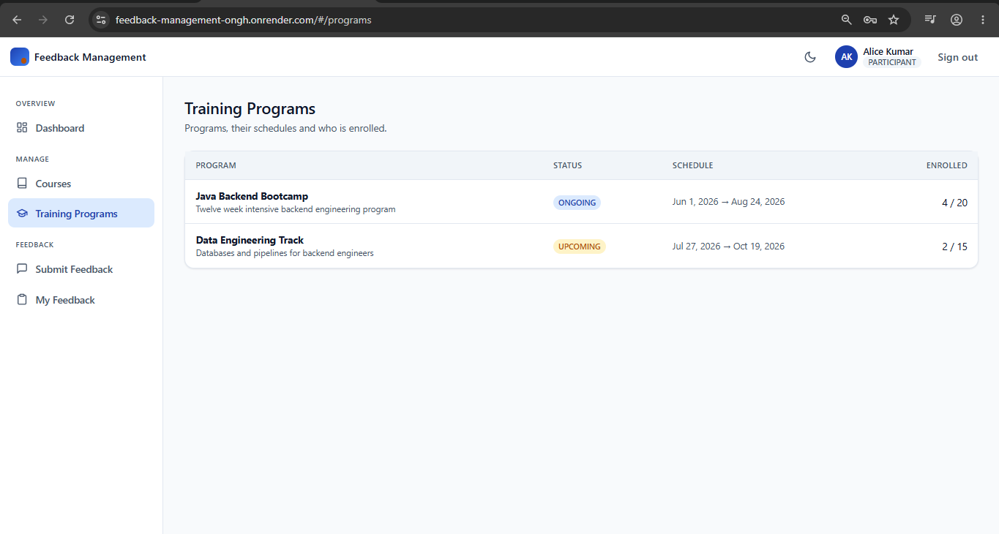 feedback-management-ongh.onrender.com/#/programs
Feedback Management
AK
Alice Kumar
PARTICIPANT
Sign out
OVERVIEW
Dashboard
MANAGE
Courses
Training Programs
FEEDBACK
Submit Feedback
My Feedback
Training Programs
Programs, their schedules and who is enrolled.
PROGRAM STATUS SCHEDULE ENROLLED
Java Backend Bootcamp
Twelve week intensive backend engineering program
ONGOING
Jun 1, 2026 → Aug 24, 2026
4 / 20
Data Engineering Track
Databases and pipelines for backend engineers
UPCOMING
Jul 27, 2026 → Oct 19, 2026
2 / 15